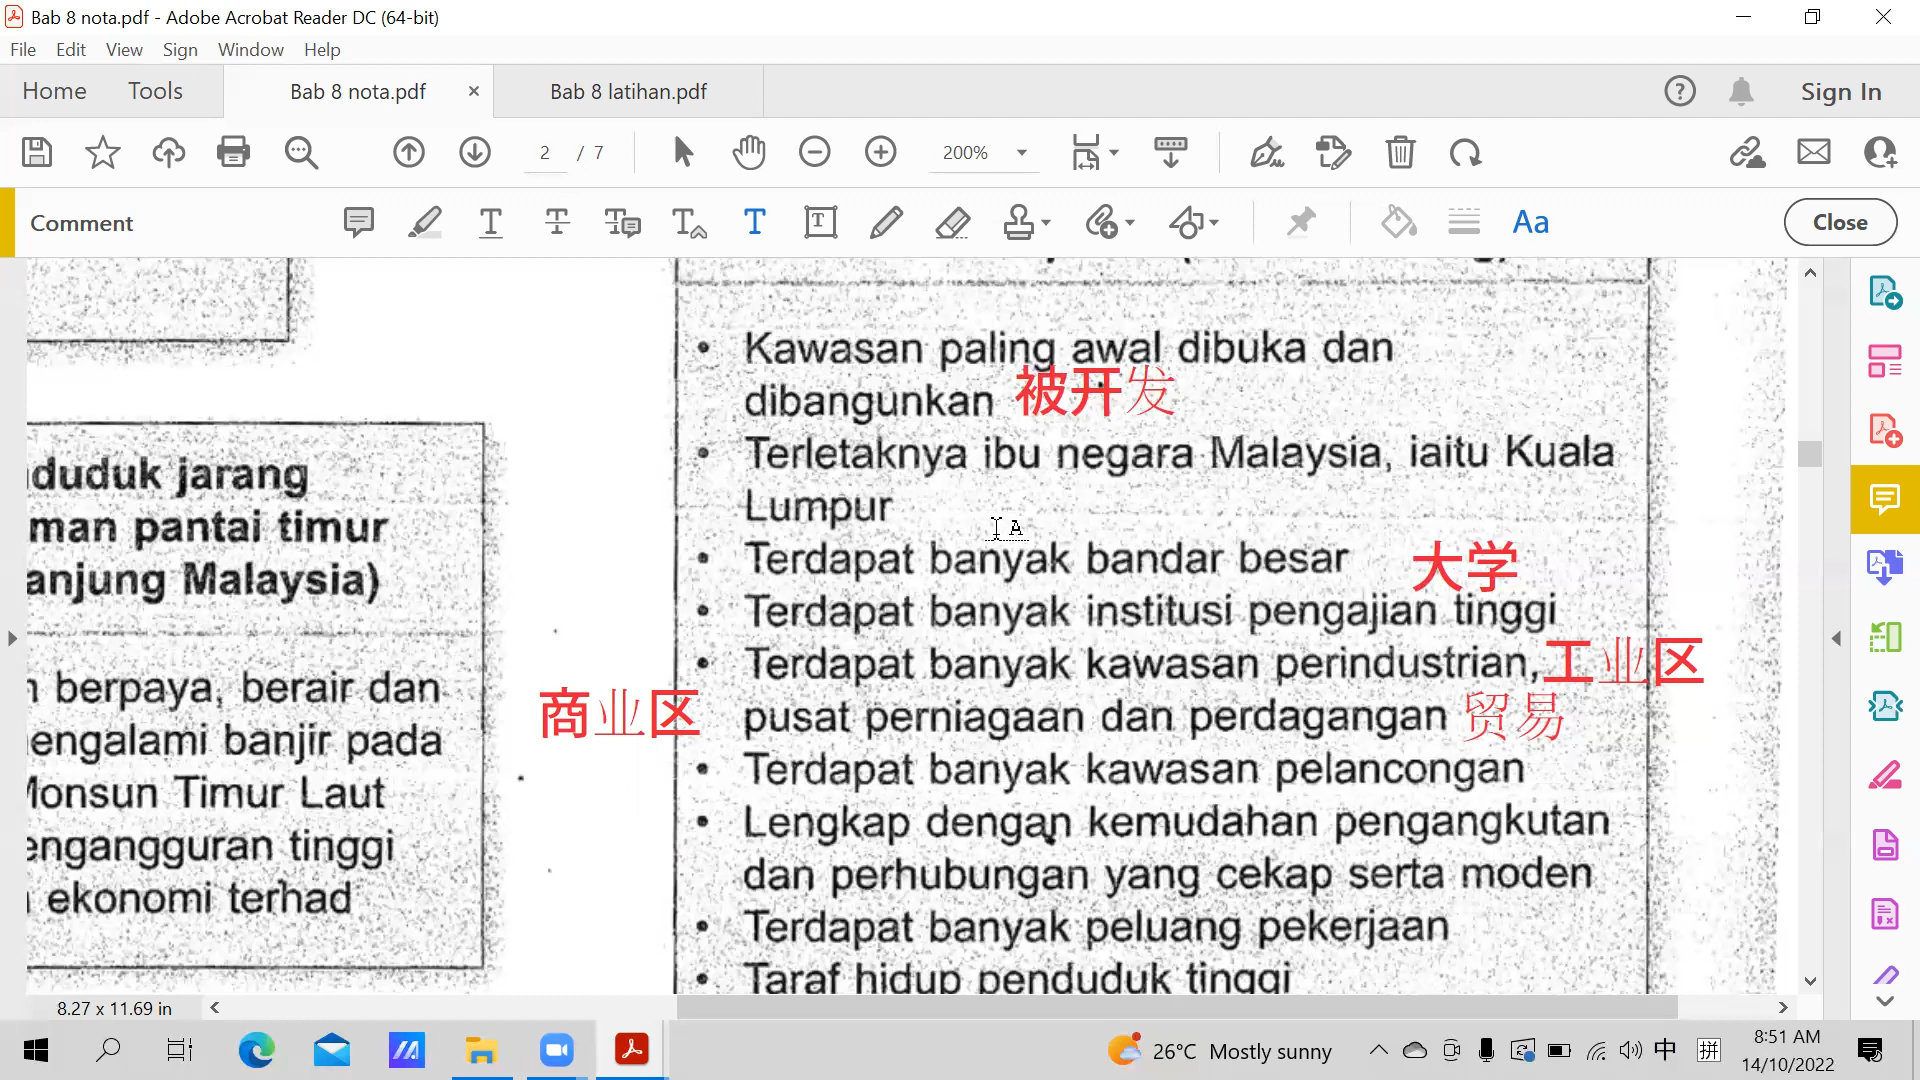 Bab 8 nota.pdf - Adobe Acrobat Reader DC (64-bit)
File Edit View Sign Window Help
Home Tools Bab 8 nota.pdf × Bab 8 latihan.pdf Sign In
2 / 7 200%
Comment Aa Close
duduk jarang
man pantai timur
anjung Malaysia)
berpaya, berair dan
engalami banjir pada
Monsun Timur Laut
engangguran tinggi
ekonomi terhad
• Kawasan paling awal dibuka dan
dibangunkan 被开发
• Terletaknya ibu negara Malaysia, iaitu Kuala
Lumpur
• Terdapat banyak bandar besar 大学
• Terdapat banyak institusi pengajian tinggi
• Terdapat banyak kawasan perindustrian, 工业区
商业区 pusat perniagaan dan perdagangan 贸易
• Terdapat banyak kawasan pelancongan
• Lengkap dengan kemudahan pengangkutan
dan perhubungan yang cekap serta moden
• Terdapat banyak peluang pekerjaan
• Taraf hidup penduduk tinggi
8.27 x 11.69 in
26°C Mostly sunny 中 拼 8:51 AM
14/10/2022